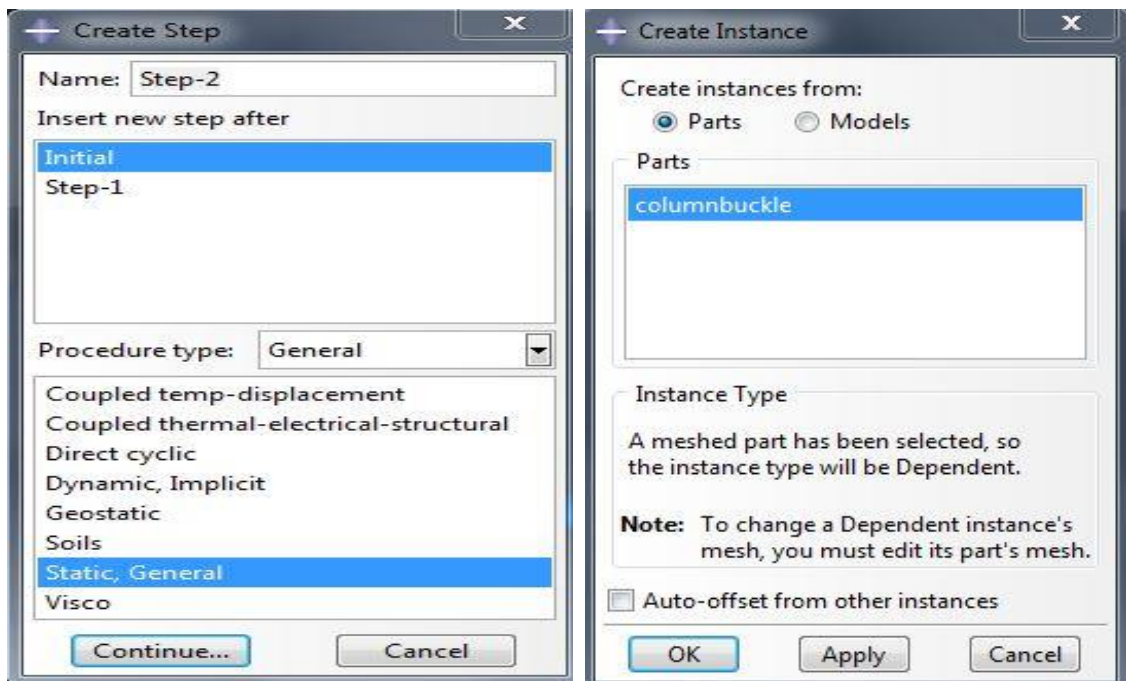 Create Step
Name: Step-2
Insert new step after
Initial
Step-1
Procedure type: General
Coupled temp-displacement
Coupled thermal-electrical-structural
Direct cyclic
Dynamic, Implicit
Geostatic
Soils
Static, General
Visco
Continue... Cancel
Create Instance
Create instances from:
Parts Models
Parts
columnbuckle
Instance Type
A meshed part has been selected, so
the instance type will be Dependent.
Note: To change a Dependent instance's
mesh, you must edit its part's mesh.
Auto-offset from other instances
OK Apply Cancel